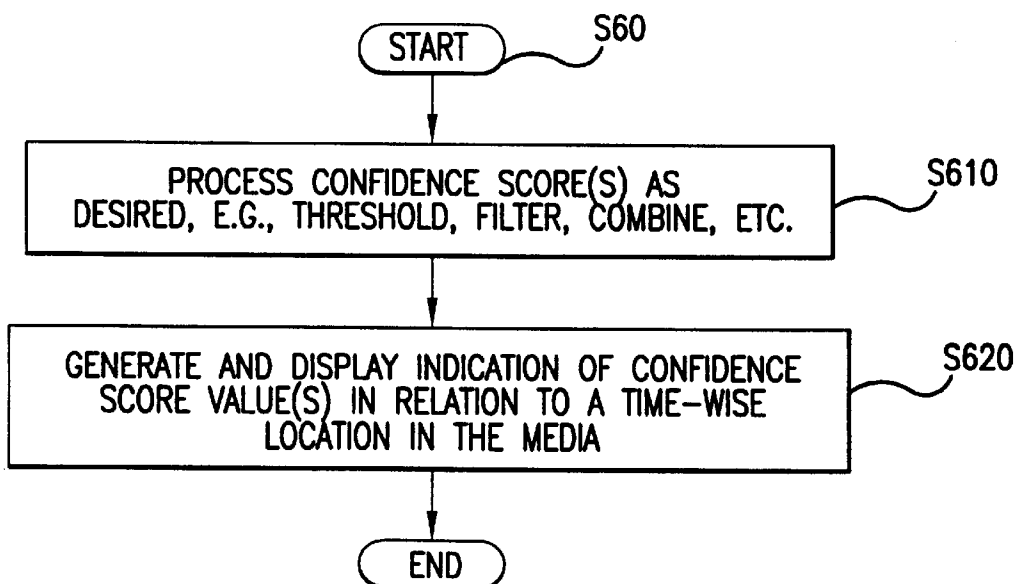 START
S60
PROCESS CONFIDENCE SCORE(S) AS
DESIRED, E.G., THRESHOLD, FILTER, COMBINE, ETC.
S610
GENERATE AND DISPLAY INDICATION OF CONFIDENCE
SCORE VALUE(S) IN RELATION TO A TIME-WISE
LOCATION IN THE MEDIA
S620
END